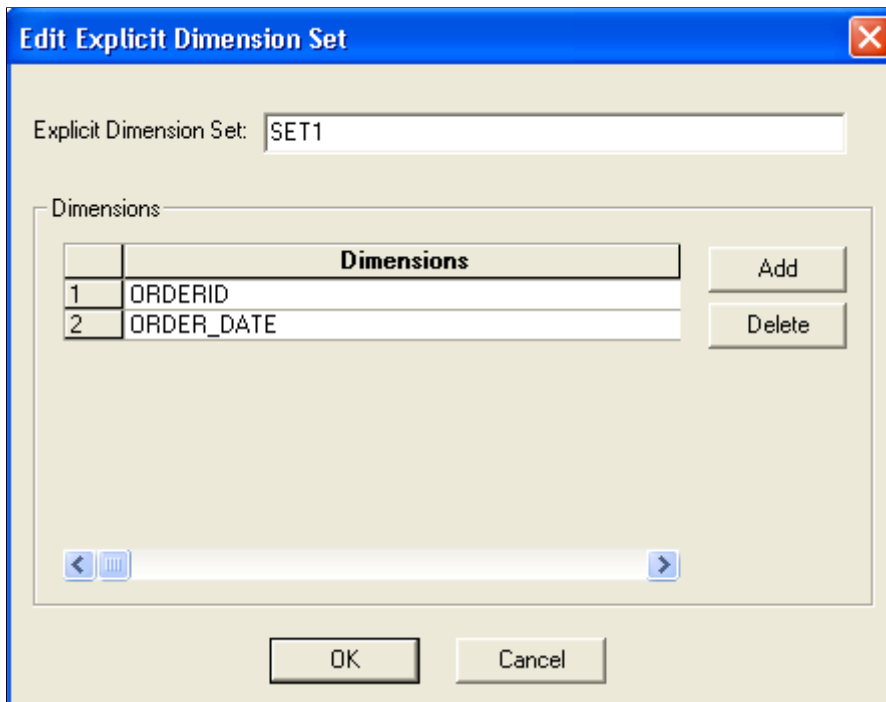 Edit Explicit Dimension Set
Explicit Dimension Set: SET1
Dimensions
Dimensions
1 ORDERID
2 ORDER_DATE
Add
Delete
OK Cancel